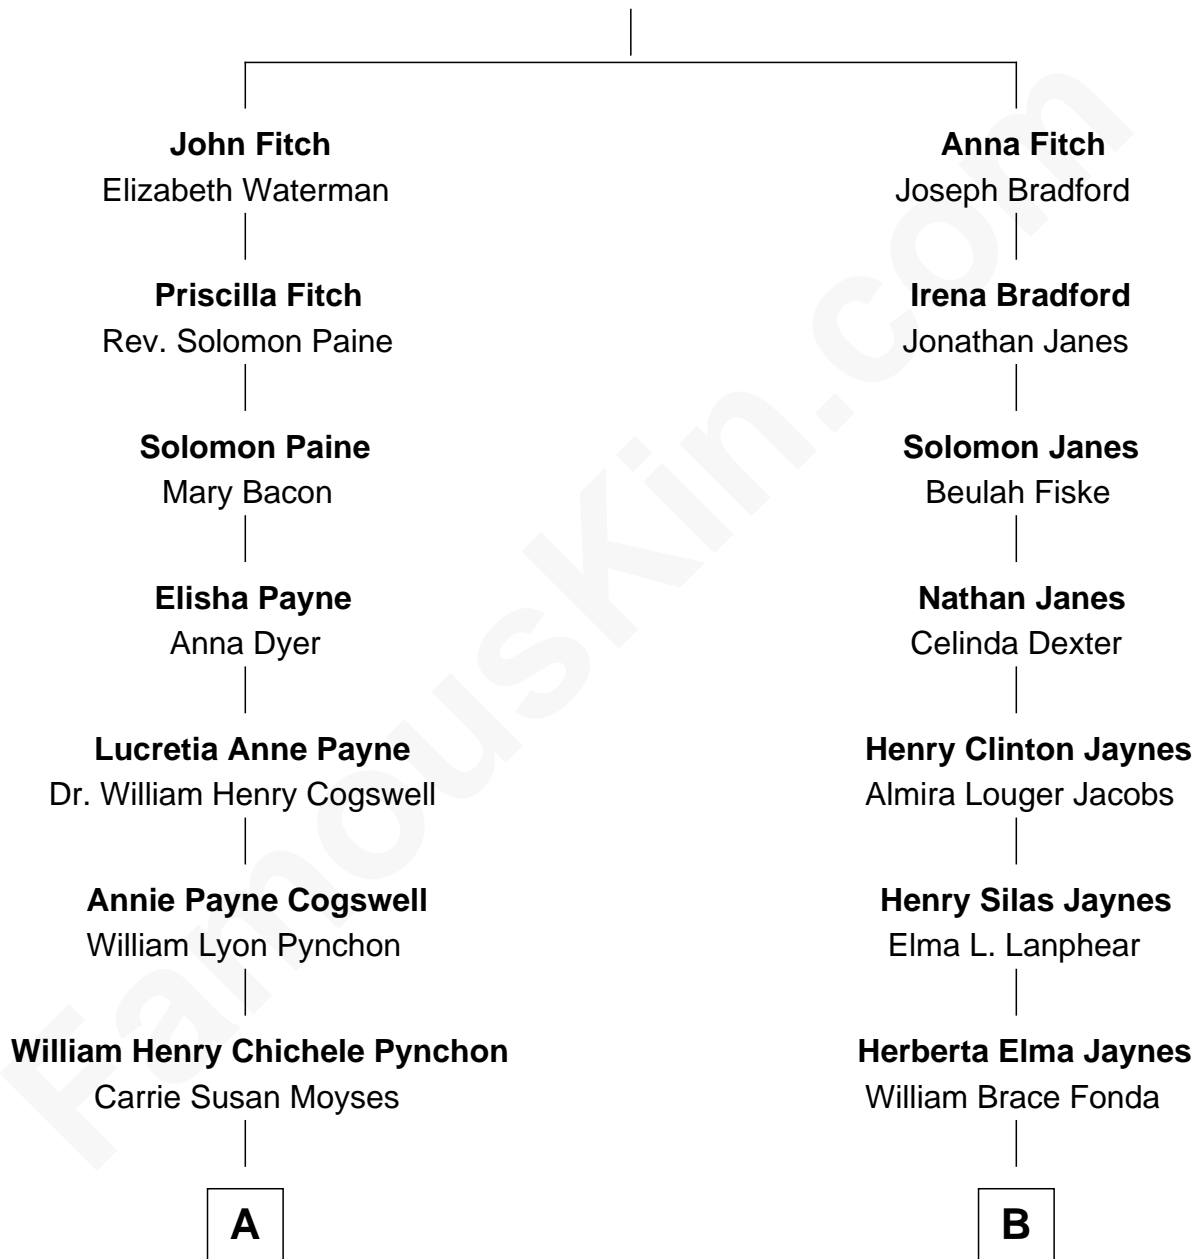 John Fitch
Elizabeth Waterman
Priscilla Fitch
Rev. Solomon Paine
Solomon Paine
Mary Bacon
Elisha Payne
Anna Dyer
Lucretia Anne Payne
Dr. William Henry Cogswell
Annie Payne Cogswell
William Lyon Pynchon
William Henry Chichele Pynchon
Carrie Susan Moyses
A
Anna Fitch
Joseph Bradford
Irena Bradford
Jonathan Janes
Solomon Janes
Beulah Fiske
Nathan Janes
Celinda Dexter
Henry Clinton Jaynes
Almira Louger Jacobs
Henry Silas Jaynes
Elma L. Lanphear
Herberta Elma Jaynes
William Brace Fonda
B
FamousKin.com